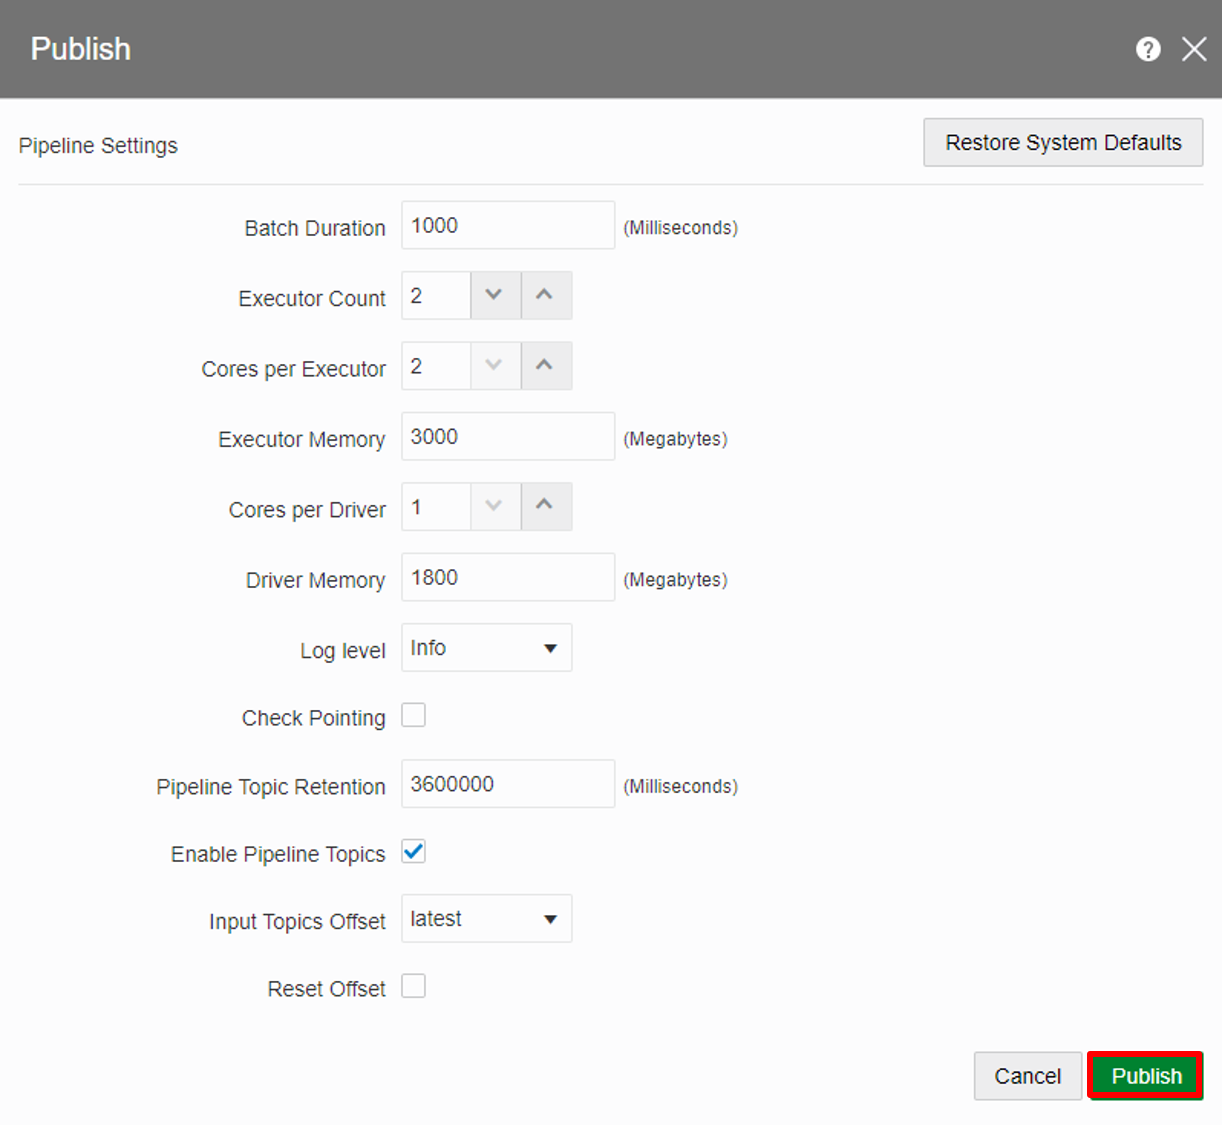 Publish
Pipeline Settings
Restore System Defaults
Batch Duration 1000 (Milliseconds)
Executor Count 2
Cores per Executor 2
Executor Memory 3000 (Megabytes)
Cores per Driver 1
Driver Memory 1800 (Megabytes)
Log level Info
Check Pointing
Pipeline Topic Retention 3600000 (Milliseconds)
Enable Pipeline Topics
Input Topics Offset latest
Reset Offset
Cancel Publish